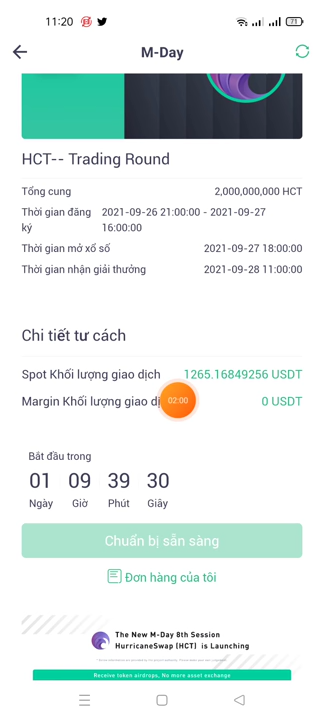 11:20
71
M-Day
HCT-- Trading Round
Tổng cung 2,000,000,000 HCT
Thời gian đăng ký 2021-09-26 21:00:00 - 2021-09-27 16:00:00
Thời gian mở xổ số 2021-09-27 18:00:00
Thời gian nhận giải thưởng 2021-09-28 11:00:00
Chi tiết tư cách
Spot Khối lượng giao dịch 1265.16849256 USDT
Margin Khối lượng giao 0 USDT
02:00
Bắt đầu trong
01 09 39 30
Ngày Giờ Phút Giây
Chuẩn bị sẵn sàng
Đơn hàng của tôi
The New M-Day 8th Session
HurricaneSwap (HCT) is Launching
Receive token airdrops, No more asset exchange